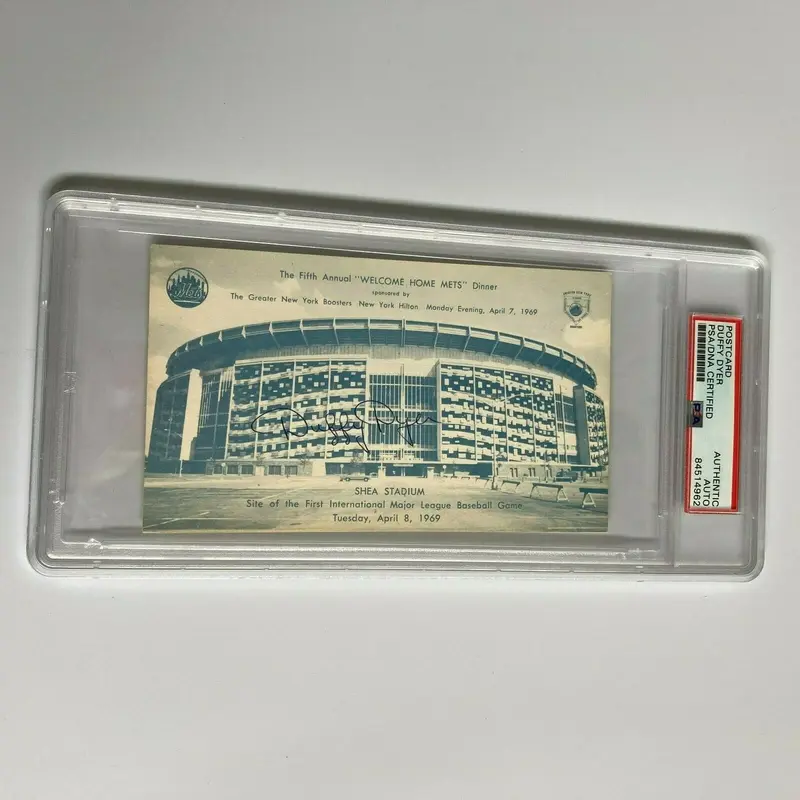 Mets
The Fifth Annual "WELCOME HOME METS" Dinner
sponsored by
The Greater New York Boosters New York Hilton Monday Evening, April 7, 1969
Duffy Dyer
SHEA STADIUM
Site of the First International Major League Baseball Game
Tuesday, April 8, 1969
POSTCARD
DUFFY DYER
PSA/DNA CERTIFIED
PSA
AUTHENTIC
AUTO
84514962